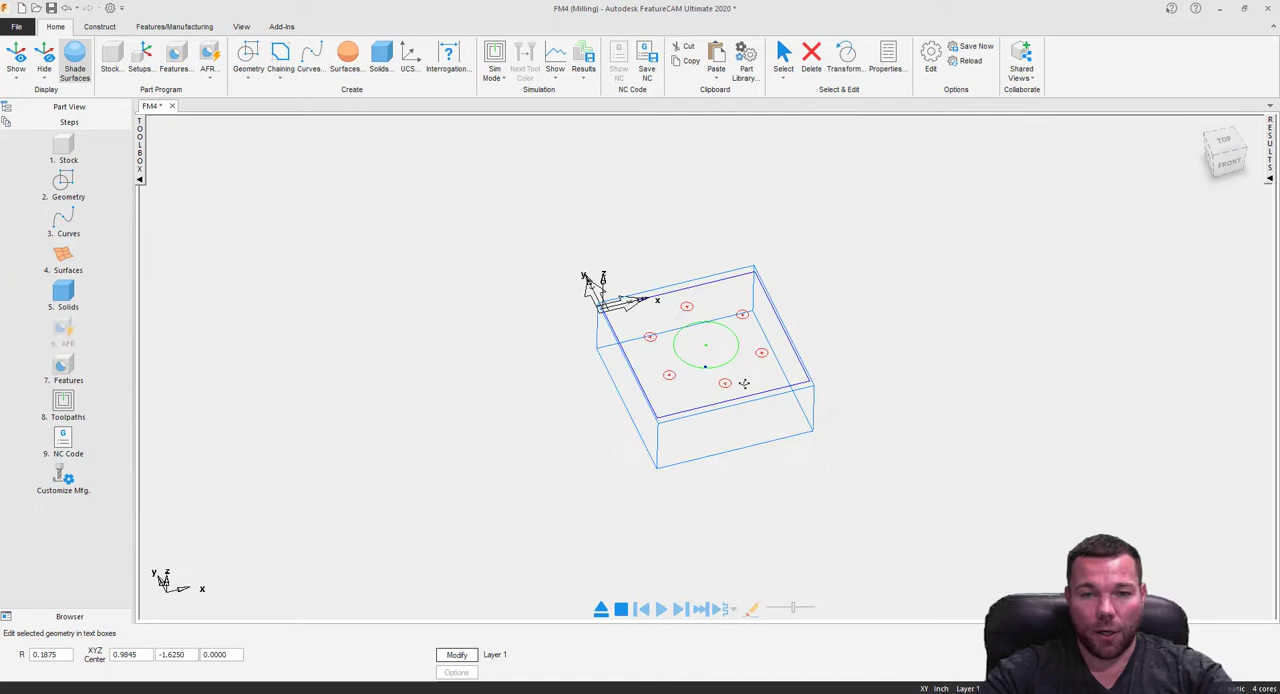 FM4 (Milling) - Autodesk FeatureCAM Ultimate 2020 *
File
Home
Construct
Features/Manufacturing
View
Add-Ins
Show
Hide
Shade Surfaces
Display
Stock...
Setups...
Features...
AFR...
Part Program
Geometry
Chaining
Curves...
Surfaces...
Solids...
UCS...
Interrogation...
Create
Sim Mode
Next Tool Color
Show
Results
Simulation
Show NC
Save NC
NC Code
Cut
Copy
Paste
Part Library...
Clipboard
Select
Delete
Transform...
Properties...
Select & Edit
Edit
Save Now
Reload
Options
Shared Views
Collaborate
Part View
Steps
FM4 *
TOOLBOX
RESULTS
TOP
FRONT
1. Stock
2. Geometry
3. Curves
4. Surfaces
5. Solids
6. AFR
7. Features
8. Toolpaths
9. NC Code
Customize Mfg.
y
z
x
y
z
x
Browser
Edit selected geometry in text boxes
R
0.1875
XYZ Center
0.9845
-1.6250
0.0000
Modify
Layer 1
Options
XY
Inch
Layer 1
4 cores